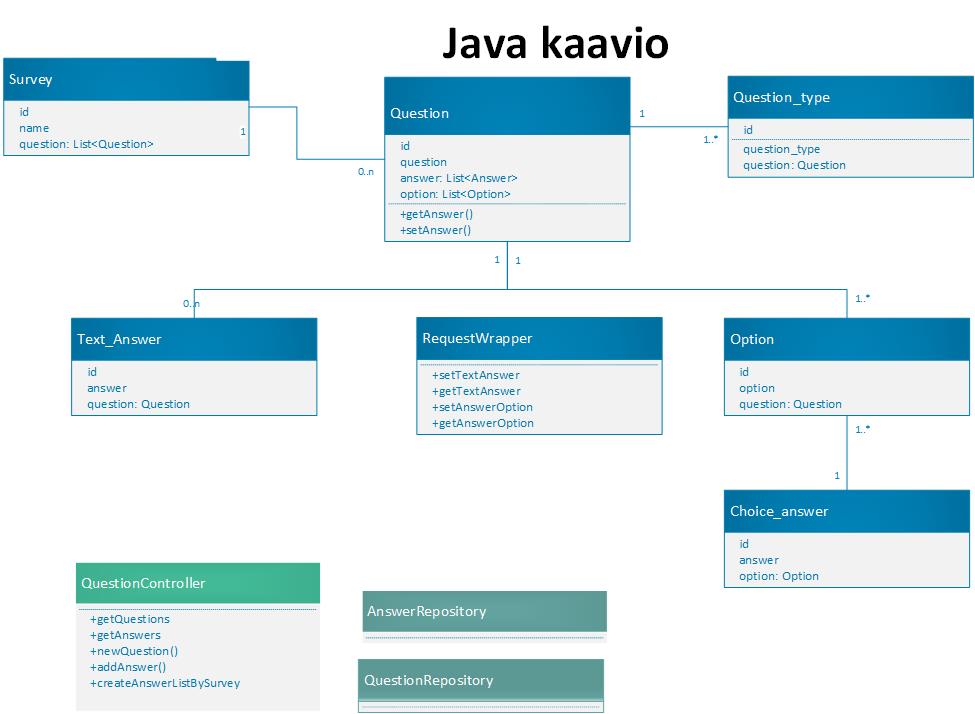 Java kaavio
Survey
id
name
question: List<Question>
1
0..n
Question
id
question
answer: List<Answer>
option: List<Option>
+getAnswer()
+setAnswer()
1
1..*
Question_type
id
question_type
question: Question
1
1
0..n
1..*
Text_Answer
id
answer
question: Question
RequestWrapper
+setTextAnswer
+getTextAnswer
+setAnswerOption
+getAnswerOption
Option
id
option
question: Question
1..*
1
Choice_answer
id
answer
option: Option
QuestionController
+getQuestions
+getAnswers
+newQuestion()
+addAnswer()
+createAnswerListBySurvey
AnswerRepository
QuestionRepository